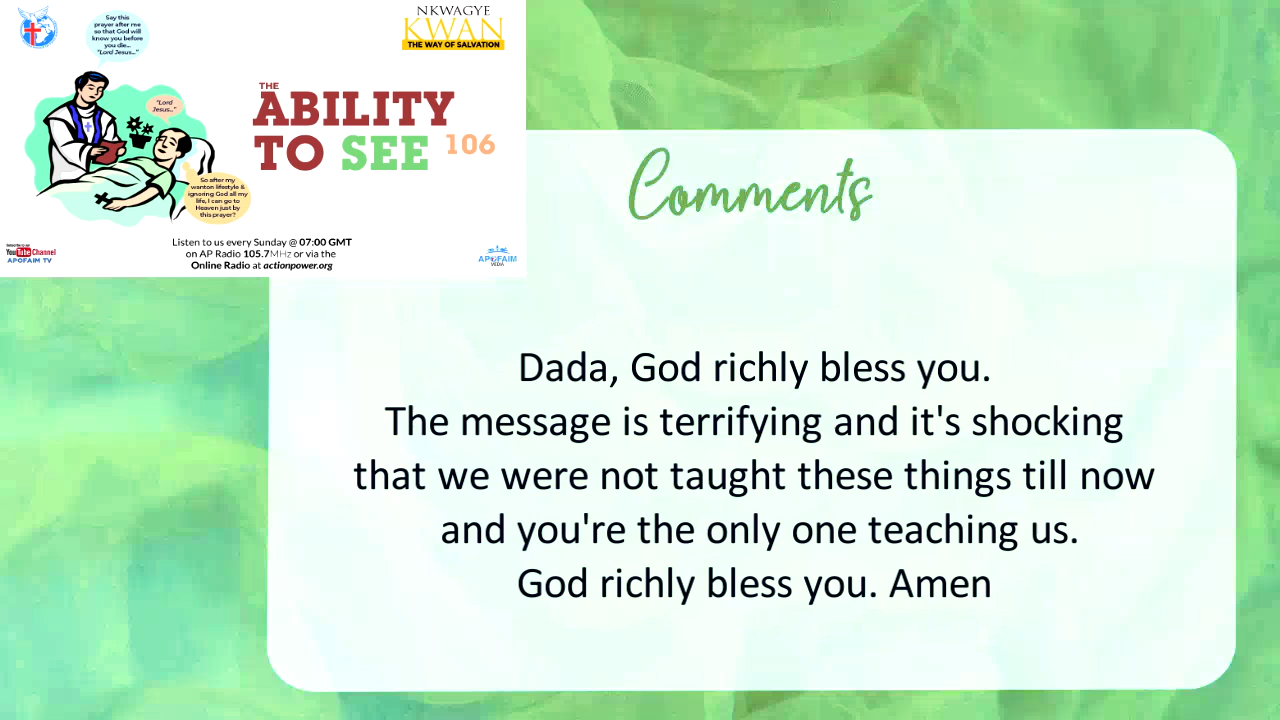 Say this
prayer after me
so that God will
know you before
you die...
"Lord Jesus..."
NKWAGYE
KWAN
THE WAY OF SALVATION
"Lord
Jesus..."
THE
ABILITY
TO SEE 106
So after my
wanton lifestyle &
ignoring God all my
life, I can go to
Heaven just by
this prayer?
Listen to us every Sunday @ 07:00 GMT
on AP Radio 105.7MHz or via the
Online Radio at actionpower.org
YouTube Channel
APOFAIM TV
APOFAIM
MEDIA
Comments
Dada, God richly bless you.
The message is terrifying and it's shocking
that we were not taught these things till now
and you're the only one teaching us.
God richly bless you. Amen